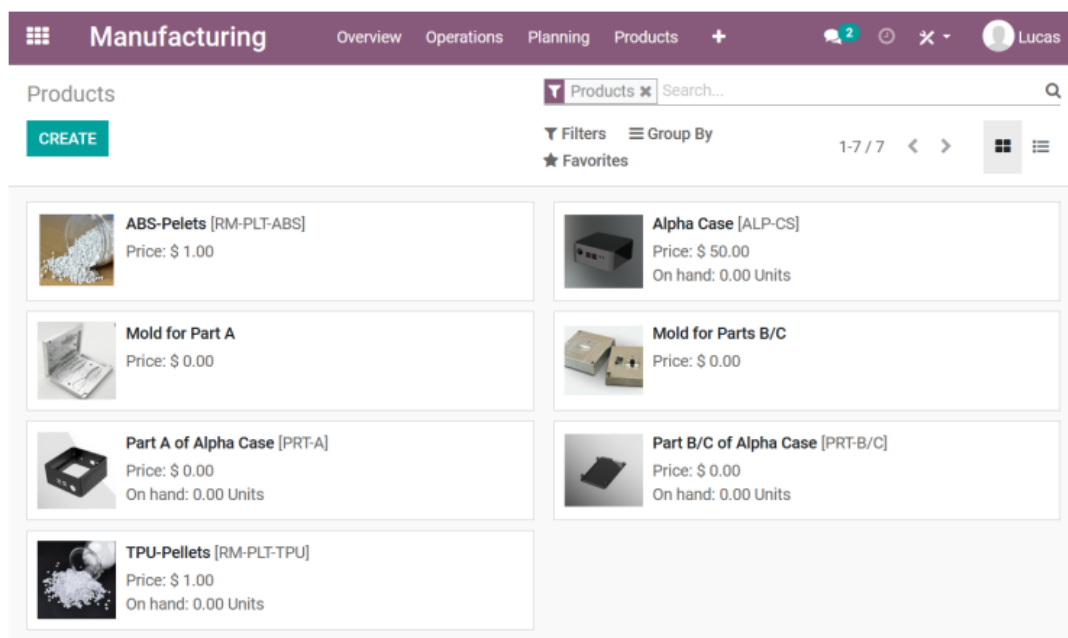 Manufacturing Overview Operations Planning Products + 2 Lucas
Products
Products ✖ Search...
CREATE
Filters Group By
Favorites
1-7 / 7
ABS-Pelets [RM-PLT-ABS]
Price: $ 1.00
Alpha Case [ALP-CS]
Price: $ 50.00
On hand: 0.00 Units
Mold for Part A
Price: $ 0.00
Mold for Parts B/C
Price: $ 0.00
Part A of Alpha Case [PRT-A]
Price: $ 0.00
On hand: 0.00 Units
Part B/C of Alpha Case [PRT-B/C]
Price: $ 0.00
On hand: 0.00 Units
TPU-Pellets [RM-PLT-TPU]
Price: $ 1.00
On hand: 0.00 Units